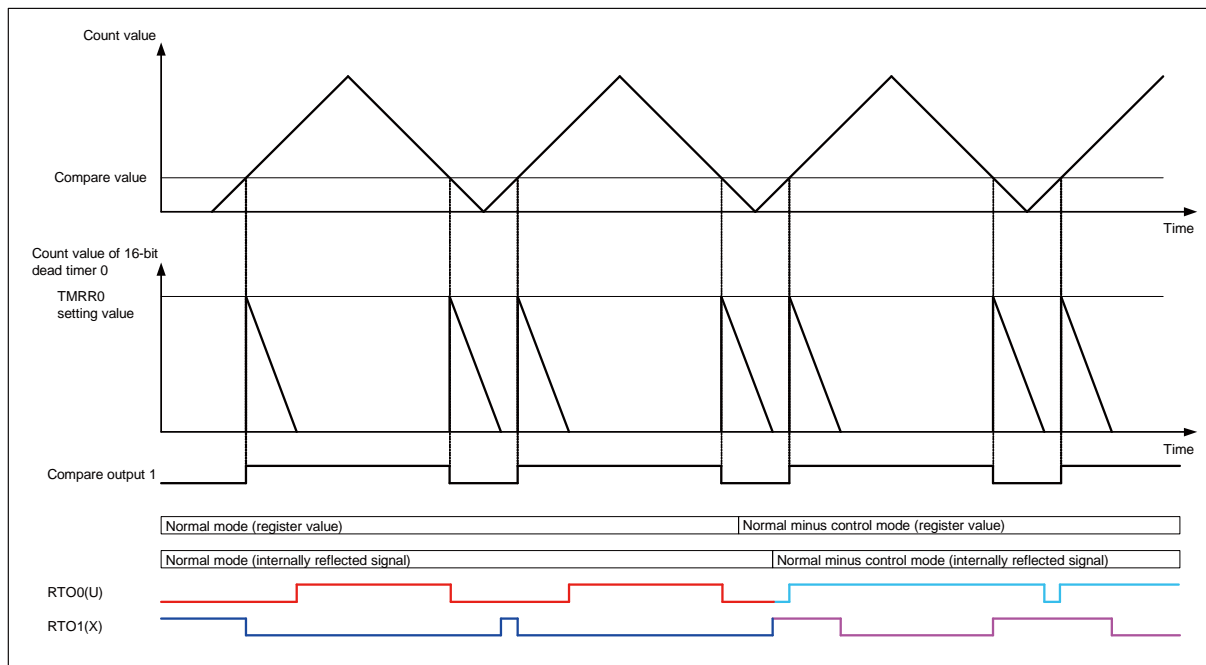 Count value
Compare value
Time
Count value of 16-bit
dead timer 0
TMRR0
setting value
Time
Compare output 1
Normal mode (register value)
Normal minus control mode (register value)
Normal mode (internally reflected signal)
Normal minus control mode (internally reflected signal)
RTO0(U)
RTO1(X)